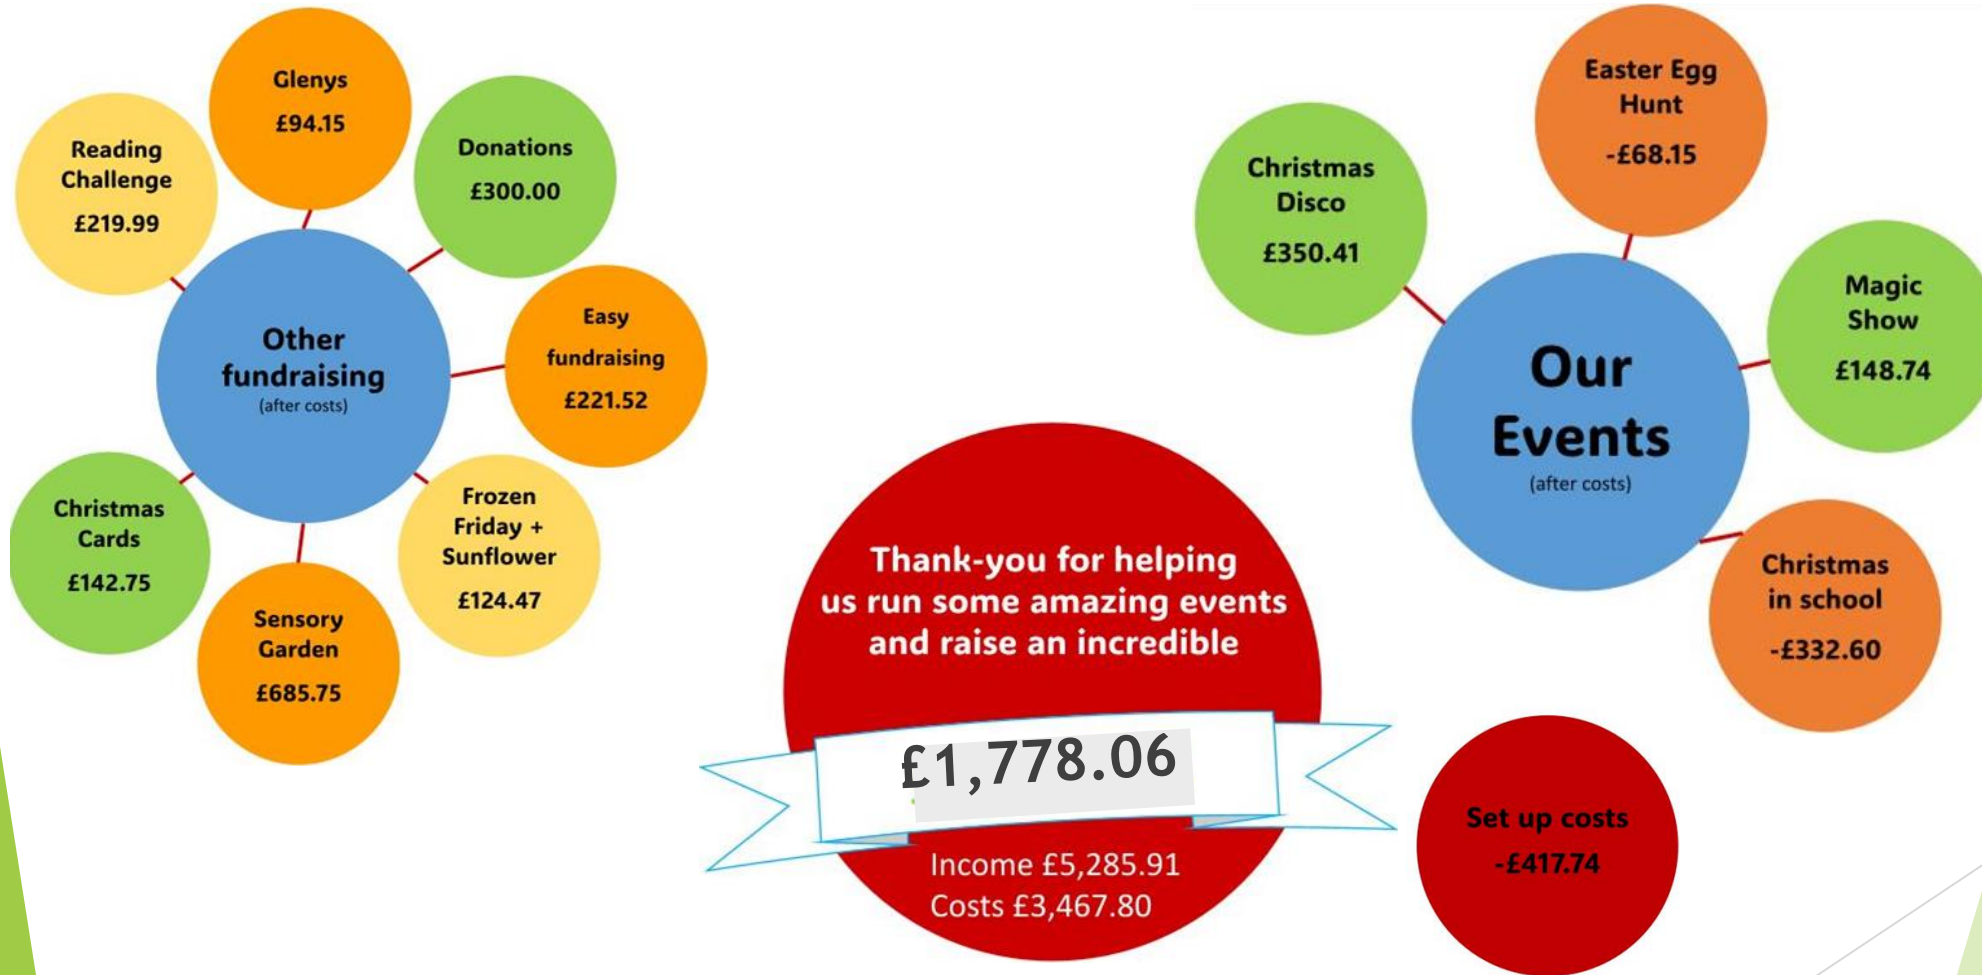 Glenys
£94.15
Reading
Challenge
£219.99
Donations
£300.00
Easy
fundraising
£221.52
Other
fundraising
(after costs)
Christmas
Cards
£142.75
Frozen
Friday +
Sunflower
£124.47
Sensory
Garden
£685.75
Easter Egg
Hunt
-£68.15
Christmas
Disco
£350.41
Magic
Show
£148.74
Our
Events
(after costs)
Christmas
in school
-£332.60
Thank-you for helping
us run some amazing events
and raise an incredible
£1,778.06
Income £5,285.91
Costs £3,467.80
Set up costs
-£417.74